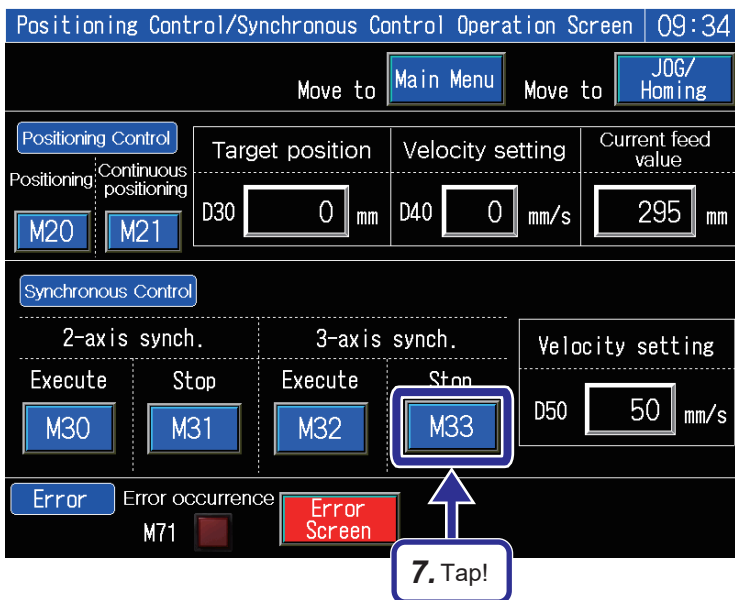 Positioning Control/Synchronous Control Operation Screen 09:34
Move to Main Menu Move to JOG/
Homing
Positioning Control
Positioning
Continuous
positioning
M20 M21
Target position
D30 0 mm
Velocity setting
D40 0 mm/s
Current feed
value
295 mm
Synchronous Control
2-axis synch.
Execute Stop
M30 M31
3-axis synch.
Execute Stop
M32 M33
Velocity setting
D50 50 mm/s
Error
Error occurrence
M71
Error
Screen
7. Tap!